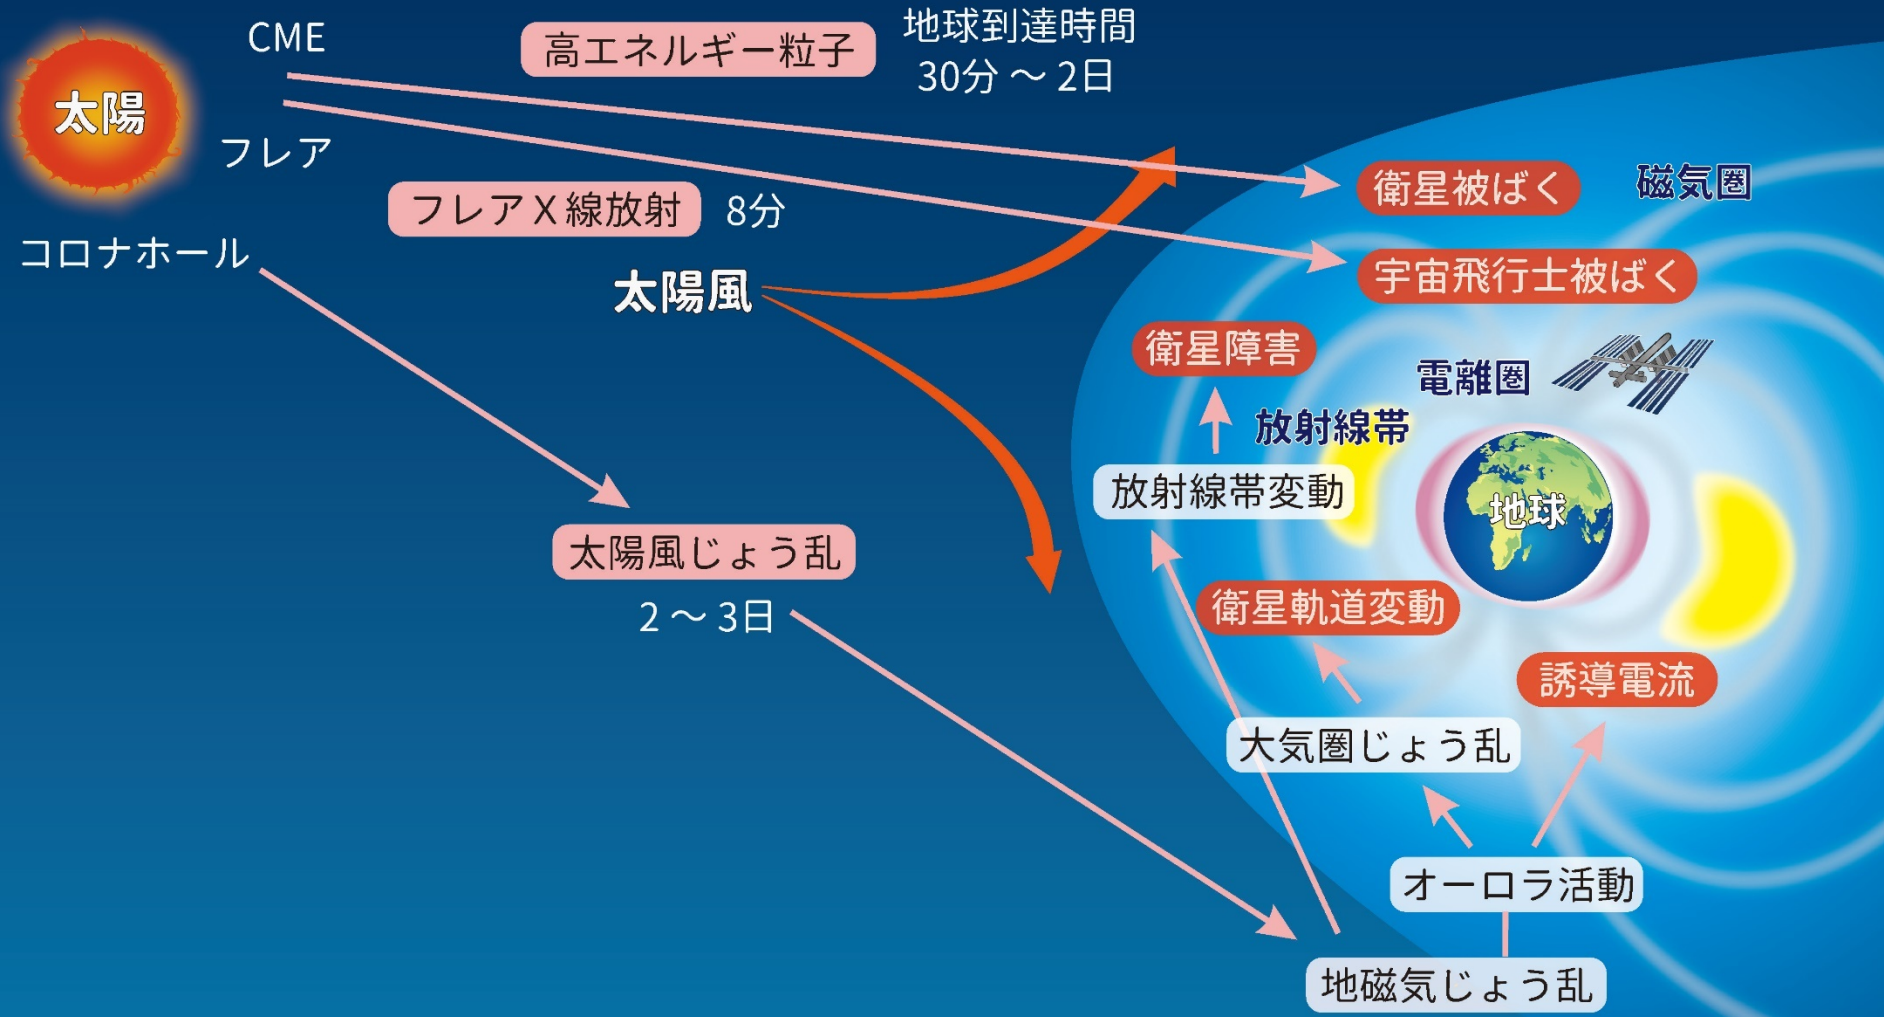 CME
高エネルギー粒子
地球到達時間
30分 ～ 2日
太陽
フレア
フレアX線放射
8分
衛星被ばく
磁気圏
コロナホール
太陽風
宇宙飛行士被ばく
衛星障害
電離圏
放射線帯
放射線帯変動
地球
太陽風じょう乱
2 ～ 3日
衛星軌道変動
誘導電流
大気圏じょう乱
オーロラ活動
地磁気じょう乱